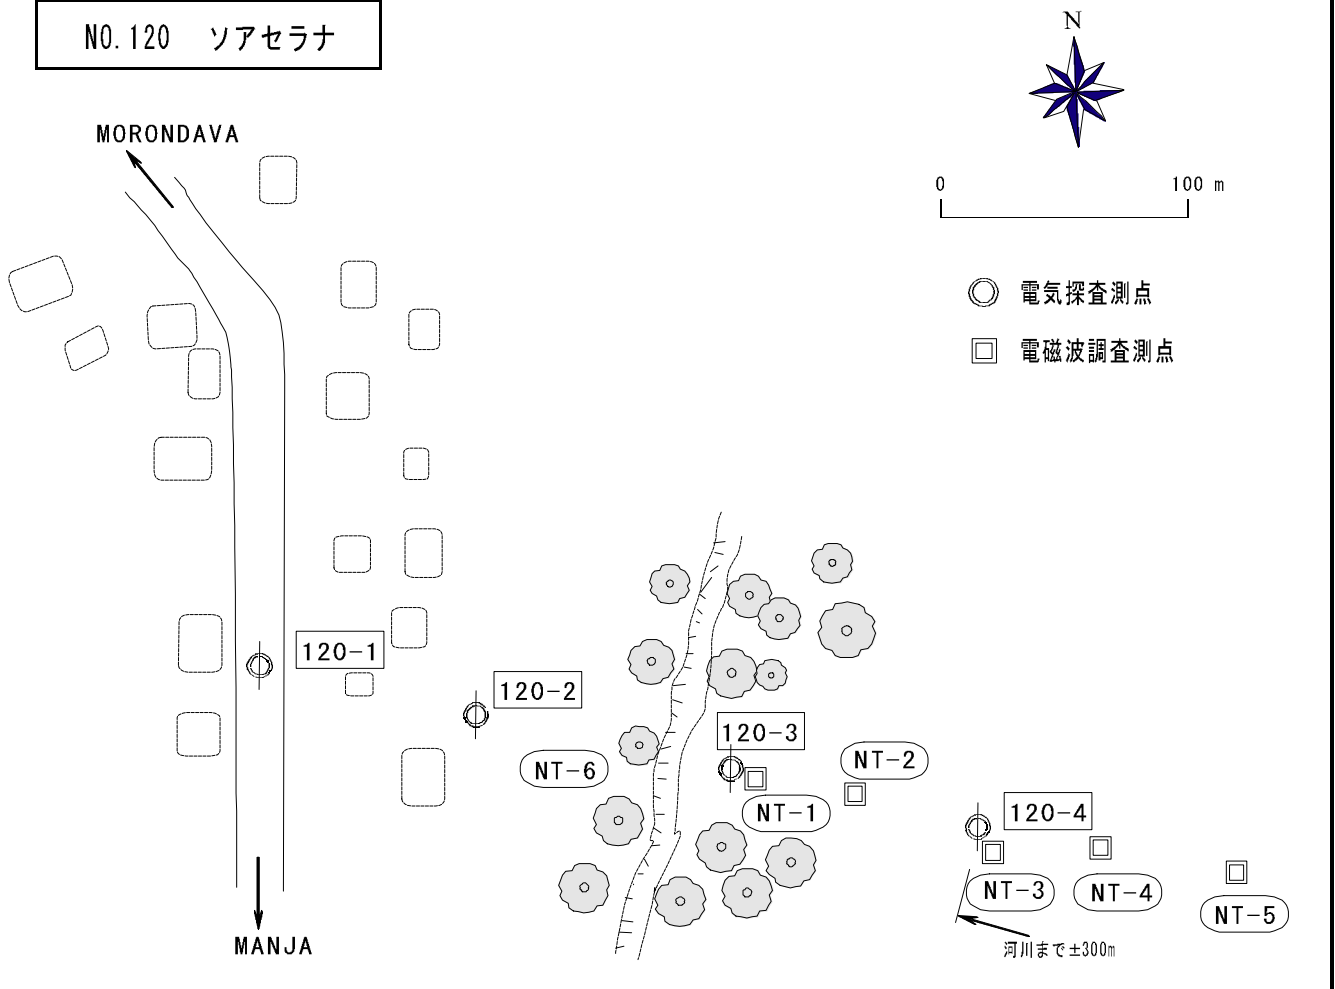 NO.120 ソアセラナ
N
MORONDAVA
0 100 m
電気探査測点
電磁波調査測点
120-1
120-2
120-3
NT-6
NT-2
NT-1
120-4
NT-3
NT-4
NT-5
MANJA
河川まで±300m